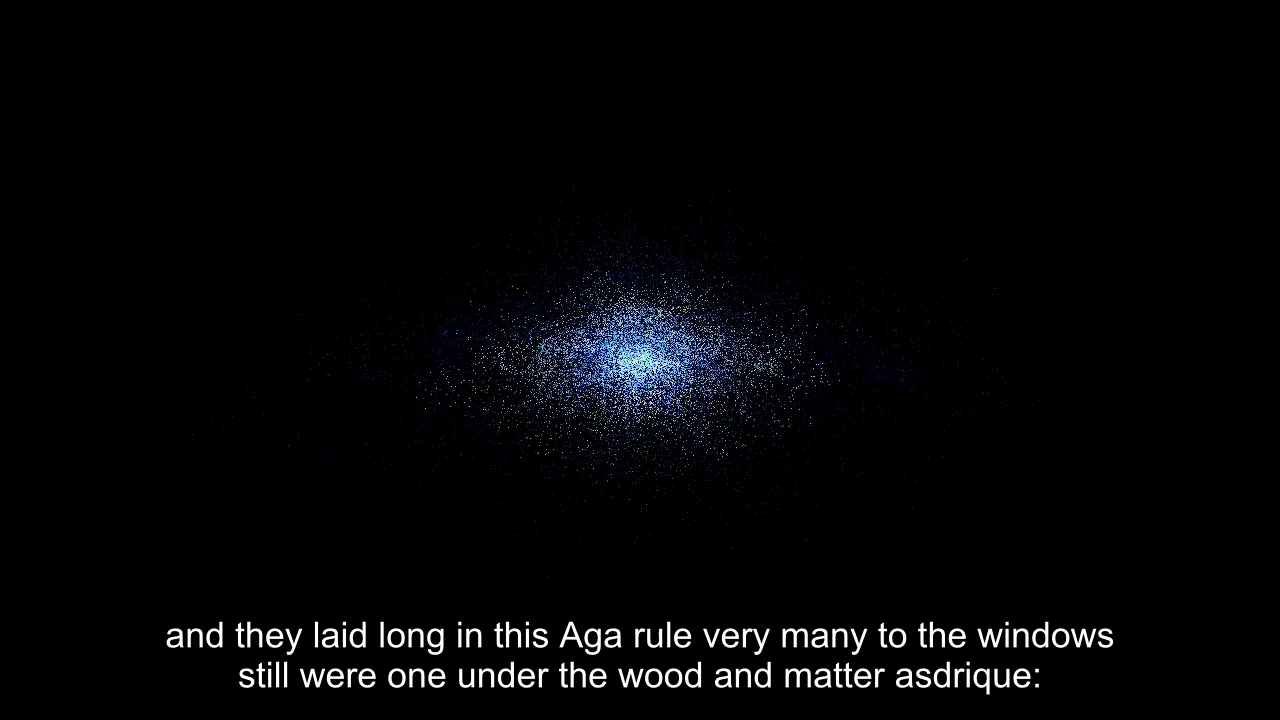 and they laid long in this Aga rule very many to the windows
still were one under the wood and matter asdrique: